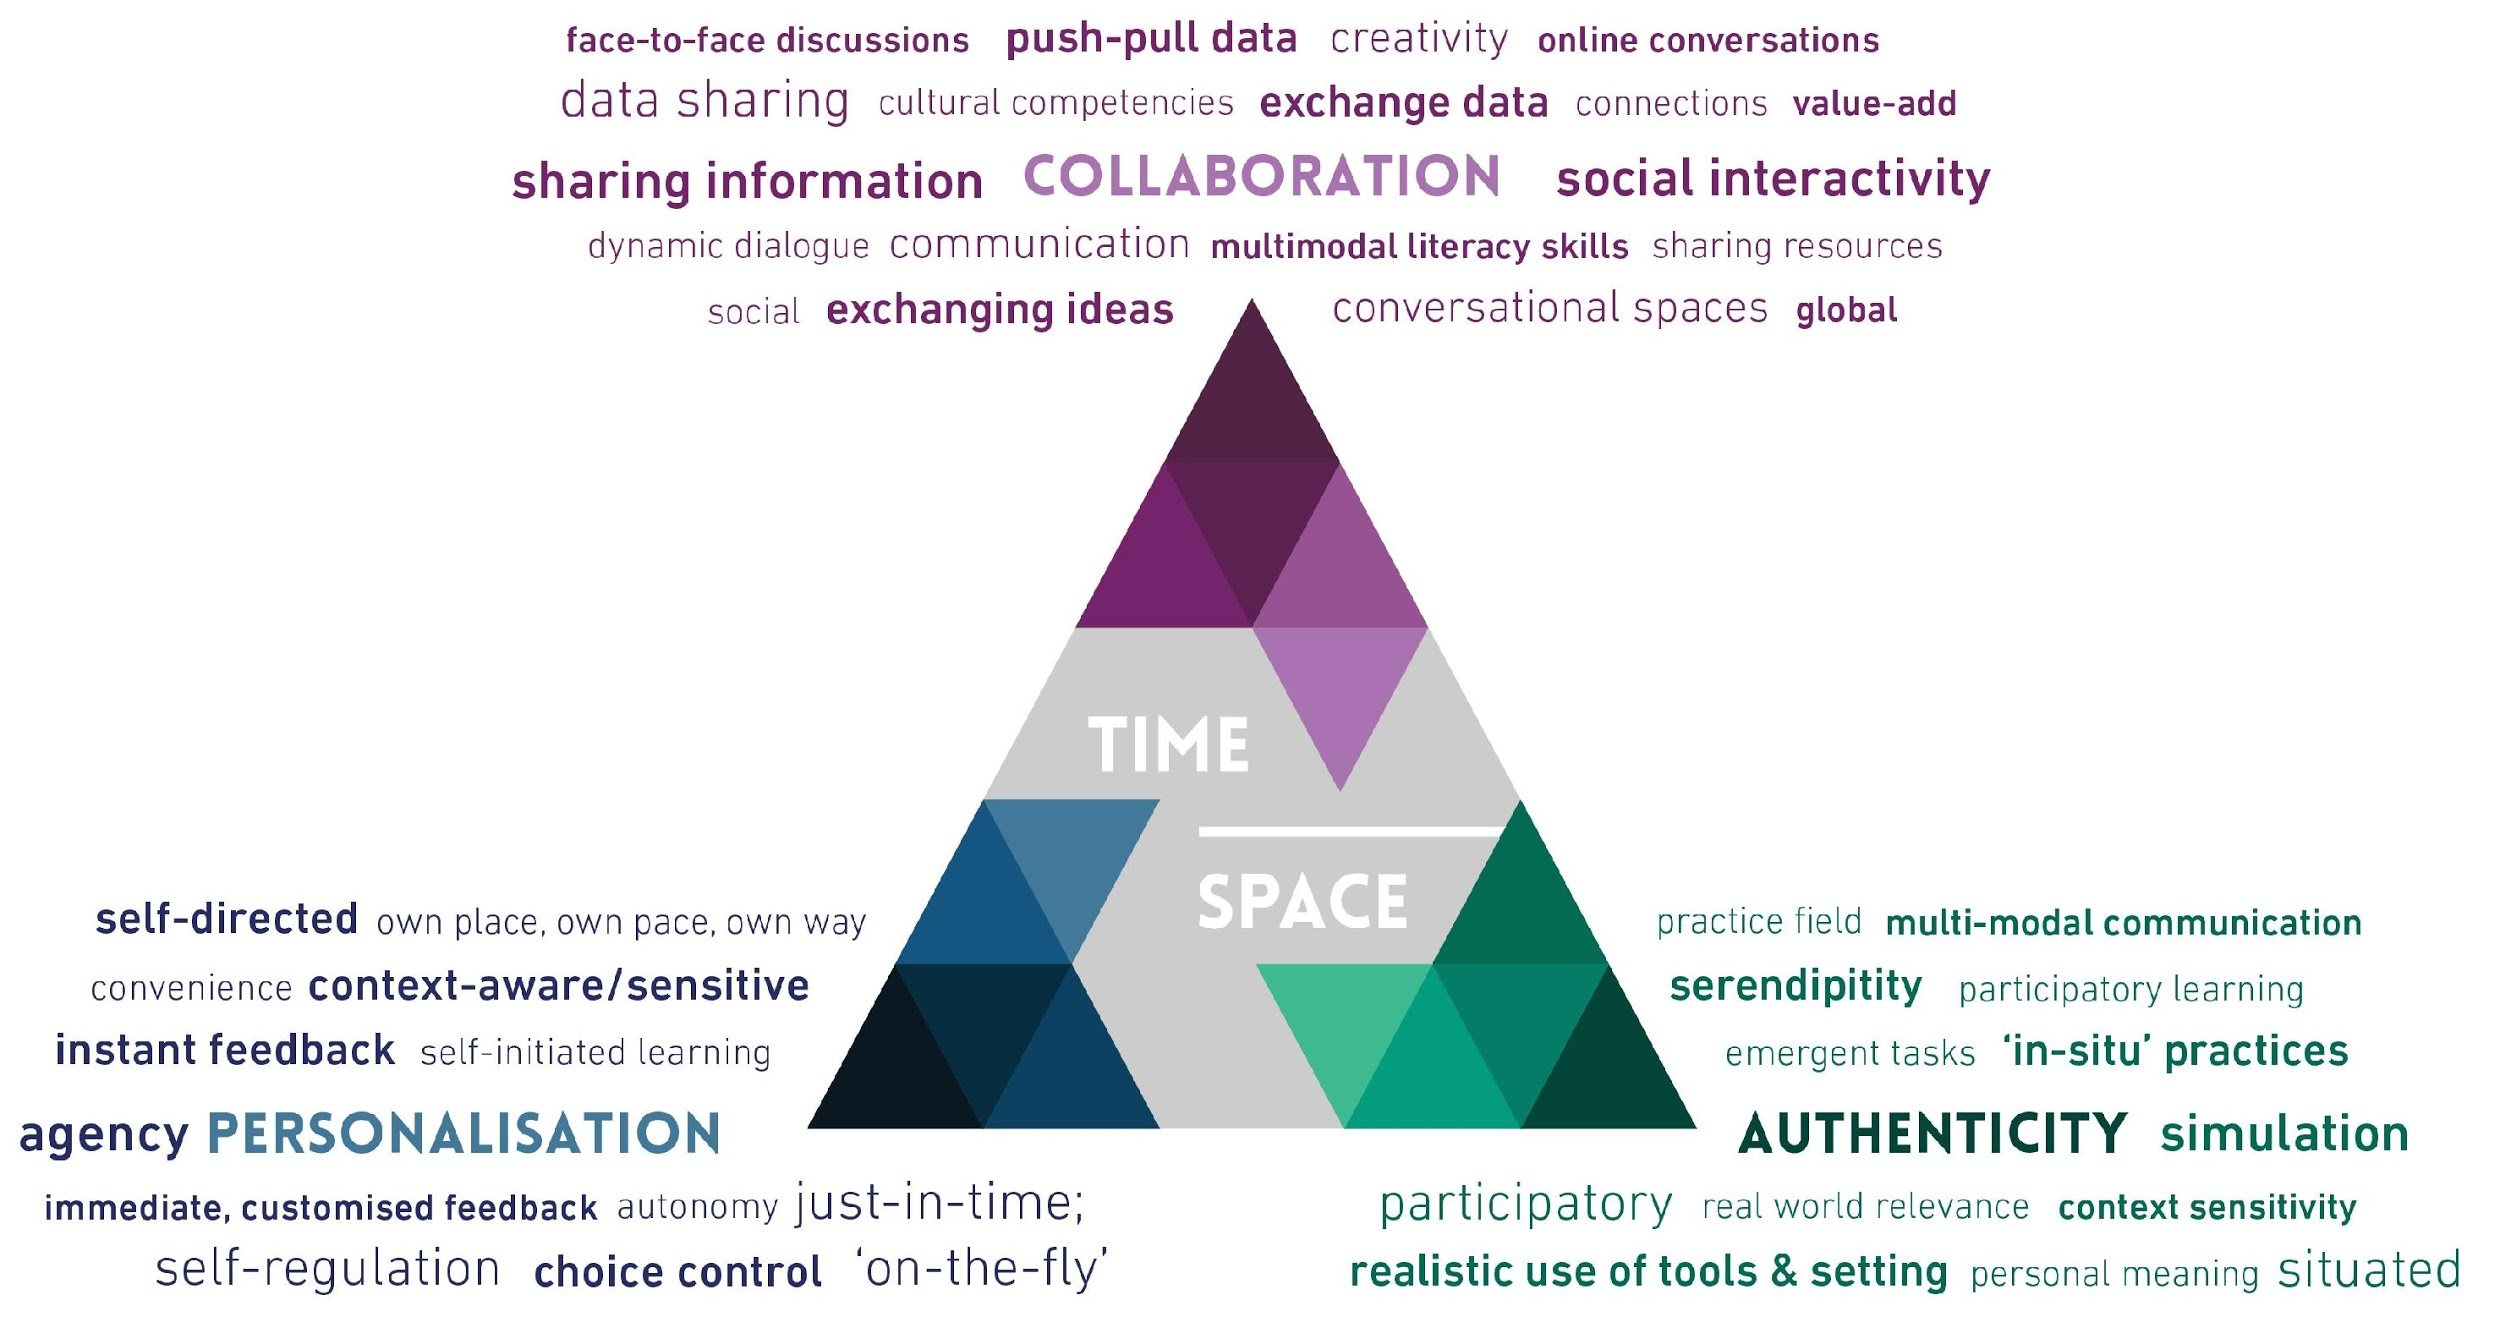 face-to-face discussions push-pull data creativity online conversations
data sharing cultural competencies exchange data connections value-add
sharing information COLLABORATION social interactivity
dynamic dialogue communication multimodal literacy skills sharing resources
social exchanging ideas conversational spaces global
TIME
SPACE
self-directed own place, own pace, own way
convenience context-aware/sensitive
instant feedback self-initiated learning
agency PERSONALISATION
immediate, customised feedback autonomy just-in-time;
self-regulation choice control ‘on-the-fly’
practice field multi-modal communication
serendipitity participatory learning
emergent tasks ‘in-situ’ practices
AUTHENTICITY simulation
participatory real world relevance context sensitivity
realistic use of tools & setting personal meaning situated